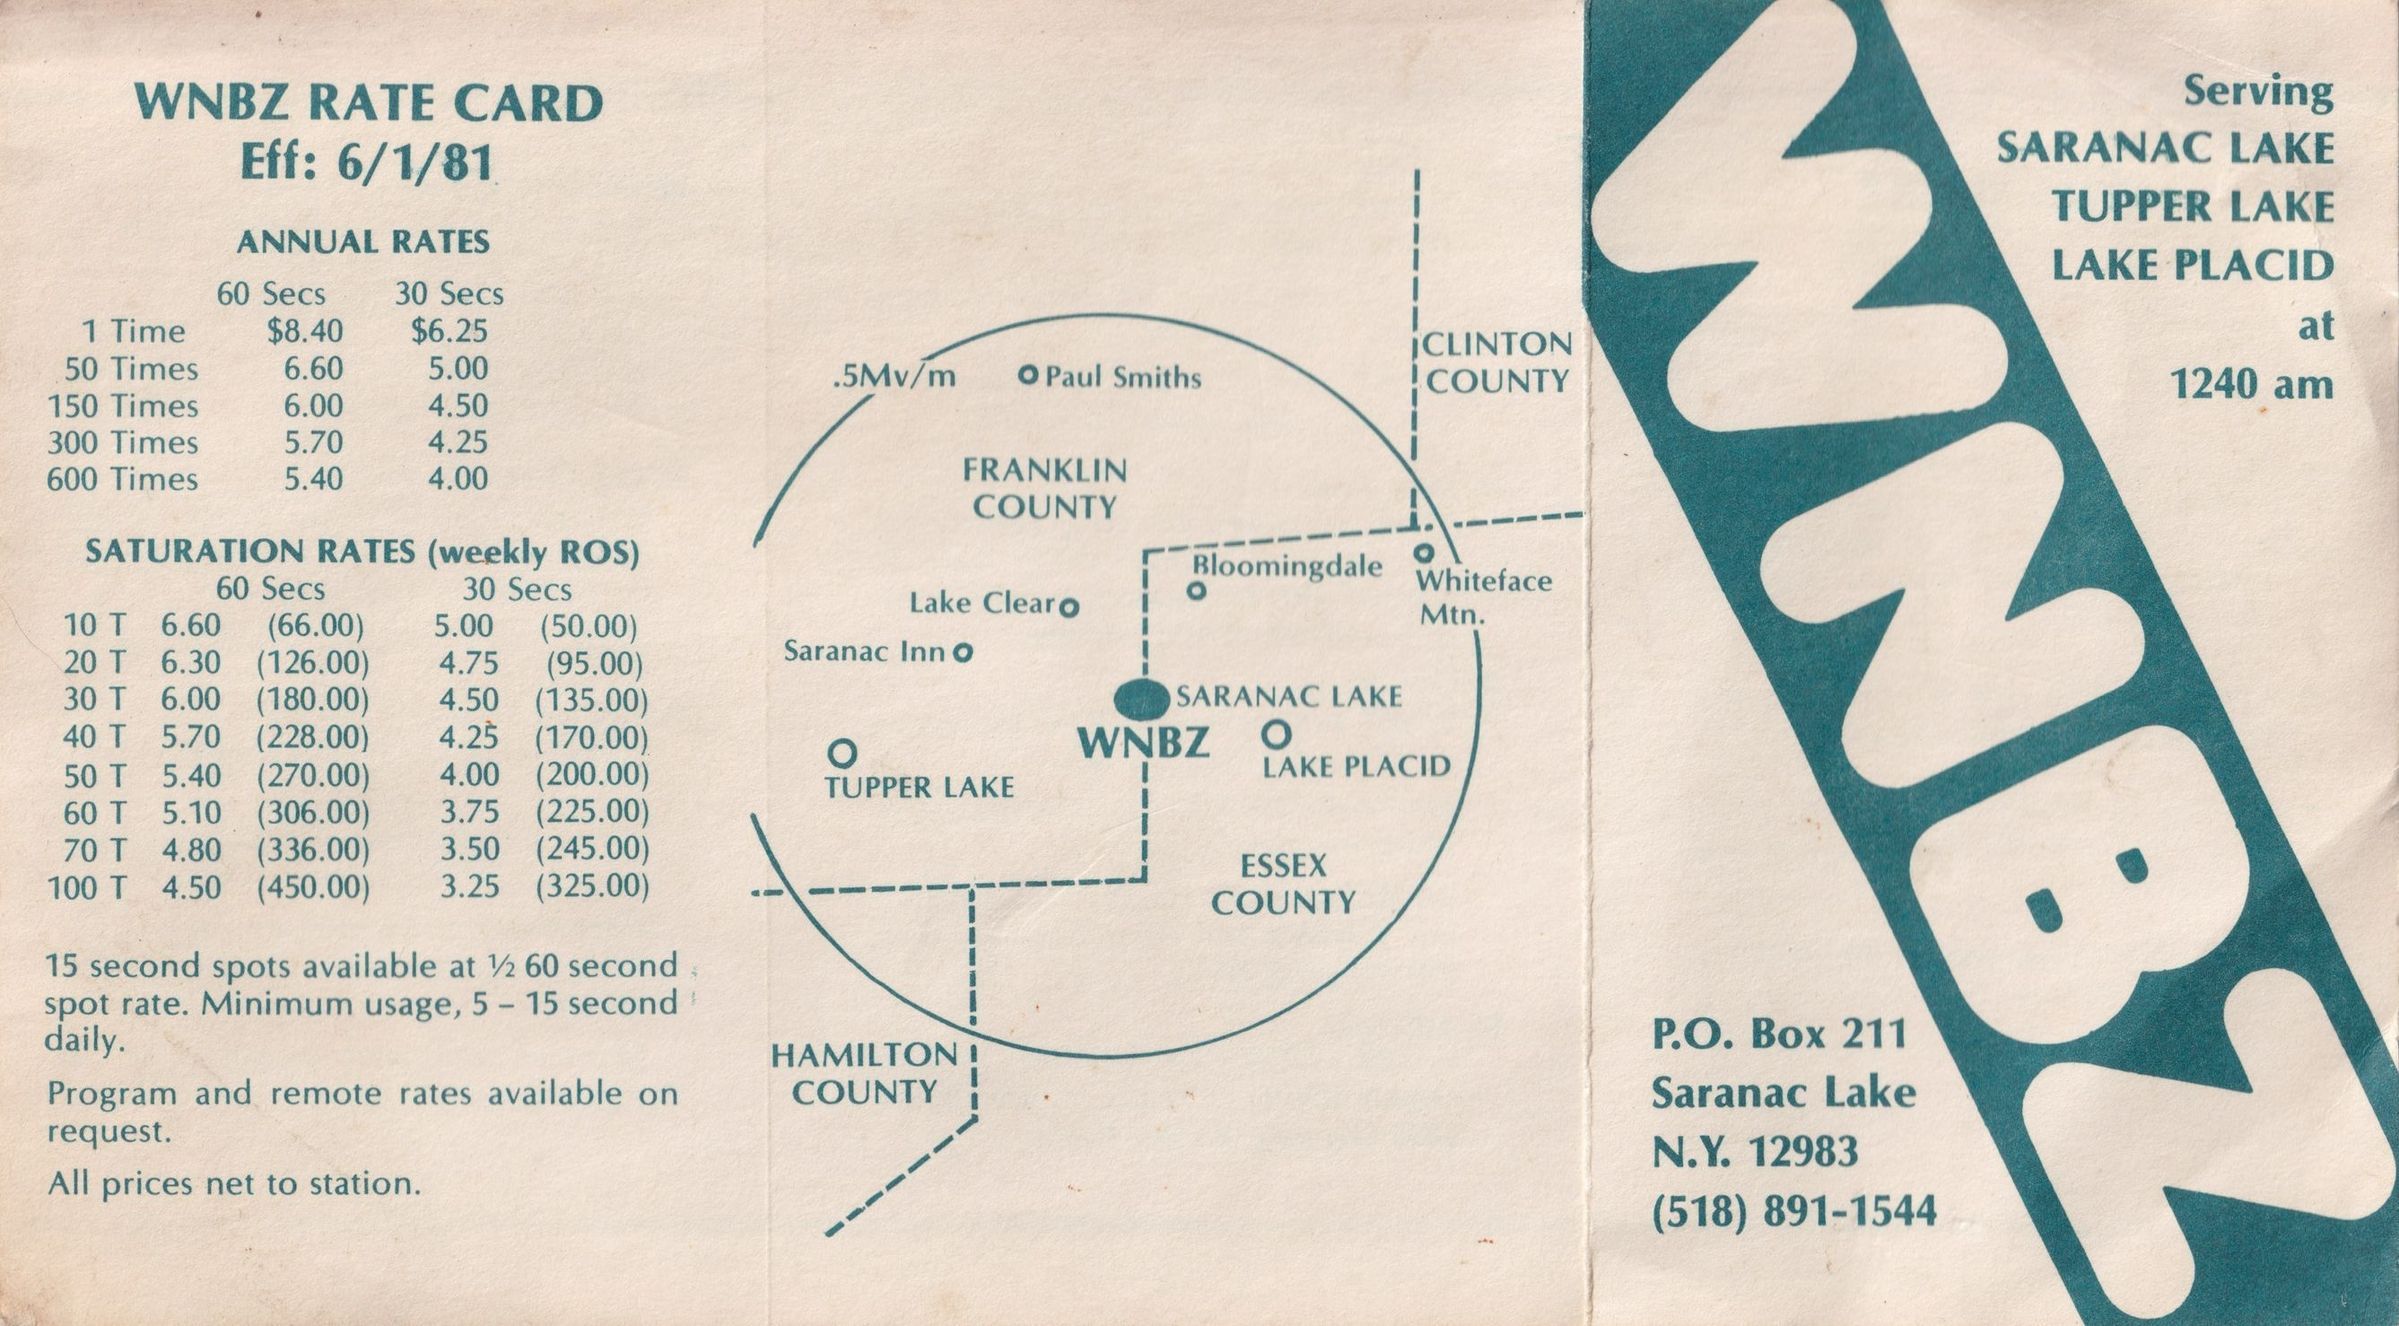 WNBZ RATE CARD
Eff: 6/1/81
ANNUAL RATES
60 Secs 30 Secs
1 Time $8.40 $6.25
50 Times 6.60 5.00
150 Times 6.00 4.50
300 Times 5.70 4.25
600 Times 5.40 4.00
SATURATION RATES (weekly ROS)
60 Secs 30 Secs
10 T 6.60 (66.00) 5.00 (50.00)
20 T 6.30 (126.00) 4.75 (95.00)
30 T 6.00 (180.00) 4.50 (135.00)
40 T 5.70 (228.00) 4.25 (170.00)
50 T 5.40 (270.00) 4.00 (200.00)
60 T 5.10 (306.00) 3.75 (225.00)
70 T 4.80 (336.00) 3.50 (245.00)
100 T 4.50 (450.00) 3.25 (325.00)
15 second spots available at ½ 60 second
spot rate. Minimum usage, 5 – 15 second
daily.
Program and remote rates available on
request.
All prices net to station.
CLINTON
COUNTY
.5Mv/m
Paul Smiths
FRANKLIN
COUNTY
Bloomingdale
Whiteface
Mtn.
Lake Clear
Saranac Inn
SARANAC LAKE
WNBZ
LAKE PLACID
TUPPER LAKE
ESSEX
COUNTY
HAMILTON
COUNTY
WNBZ
Serving
SARANAC LAKE
TUPPER LAKE
LAKE PLACID
at
1240 am
P.O. Box 211
Saranac Lake
N.Y. 12983
(518) 891-1544